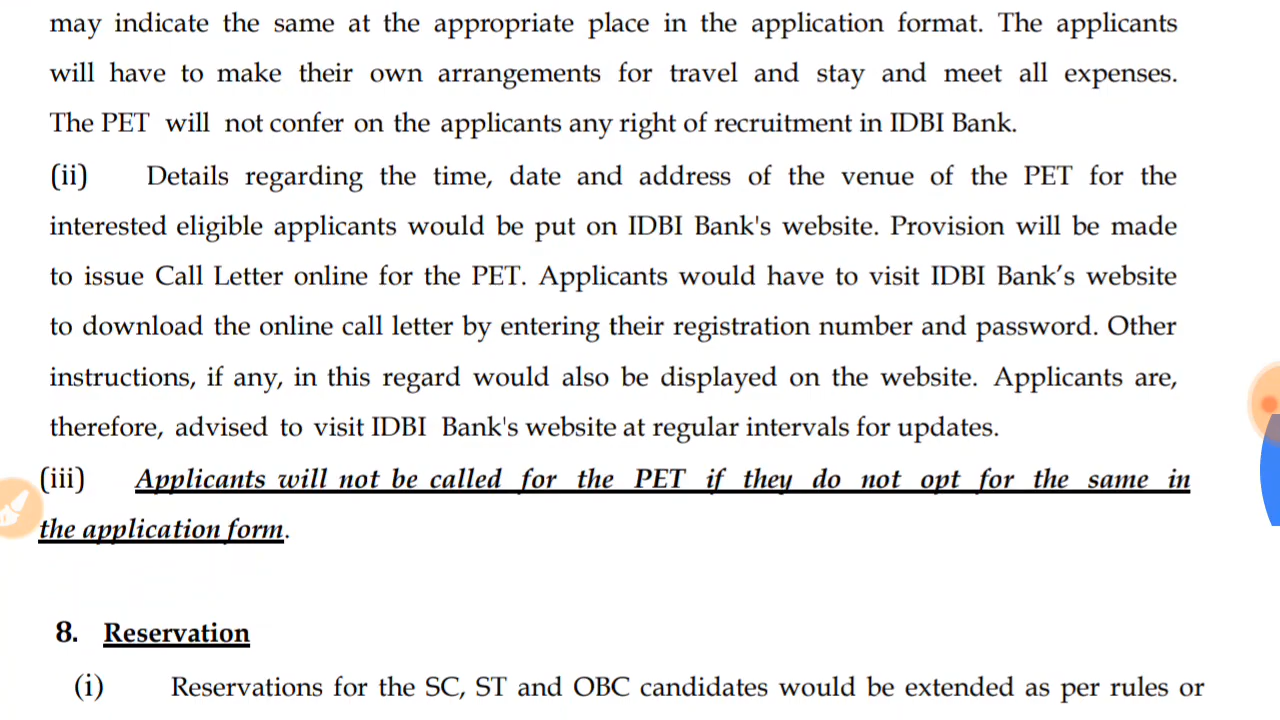 may indicate the same at the appropriate place in the application format. The applicants
will have to make their own arrangements for travel and stay and meet all expenses.
The PET will not confer on the applicants any right of recruitment in IDBI Bank.
(ii) Details regarding the time, date and address of the venue of the PET for the
interested eligible applicants would be put on IDBI Bank's website. Provision will be made
to issue Call Letter online for the PET. Applicants would have to visit IDBI Bank’s website
to download the online call letter by entering their registration number and password. Other
instructions, if any, in this regard would also be displayed on the website. Applicants are,
therefore, advised to visit IDBI Bank's website at regular intervals for updates.
(iii) Applicants will not be called for the PET if they do not opt for the same in
the application form.
8. Reservation
(i) Reservations for the SC, ST and OBC candidates would be extended as per rules or